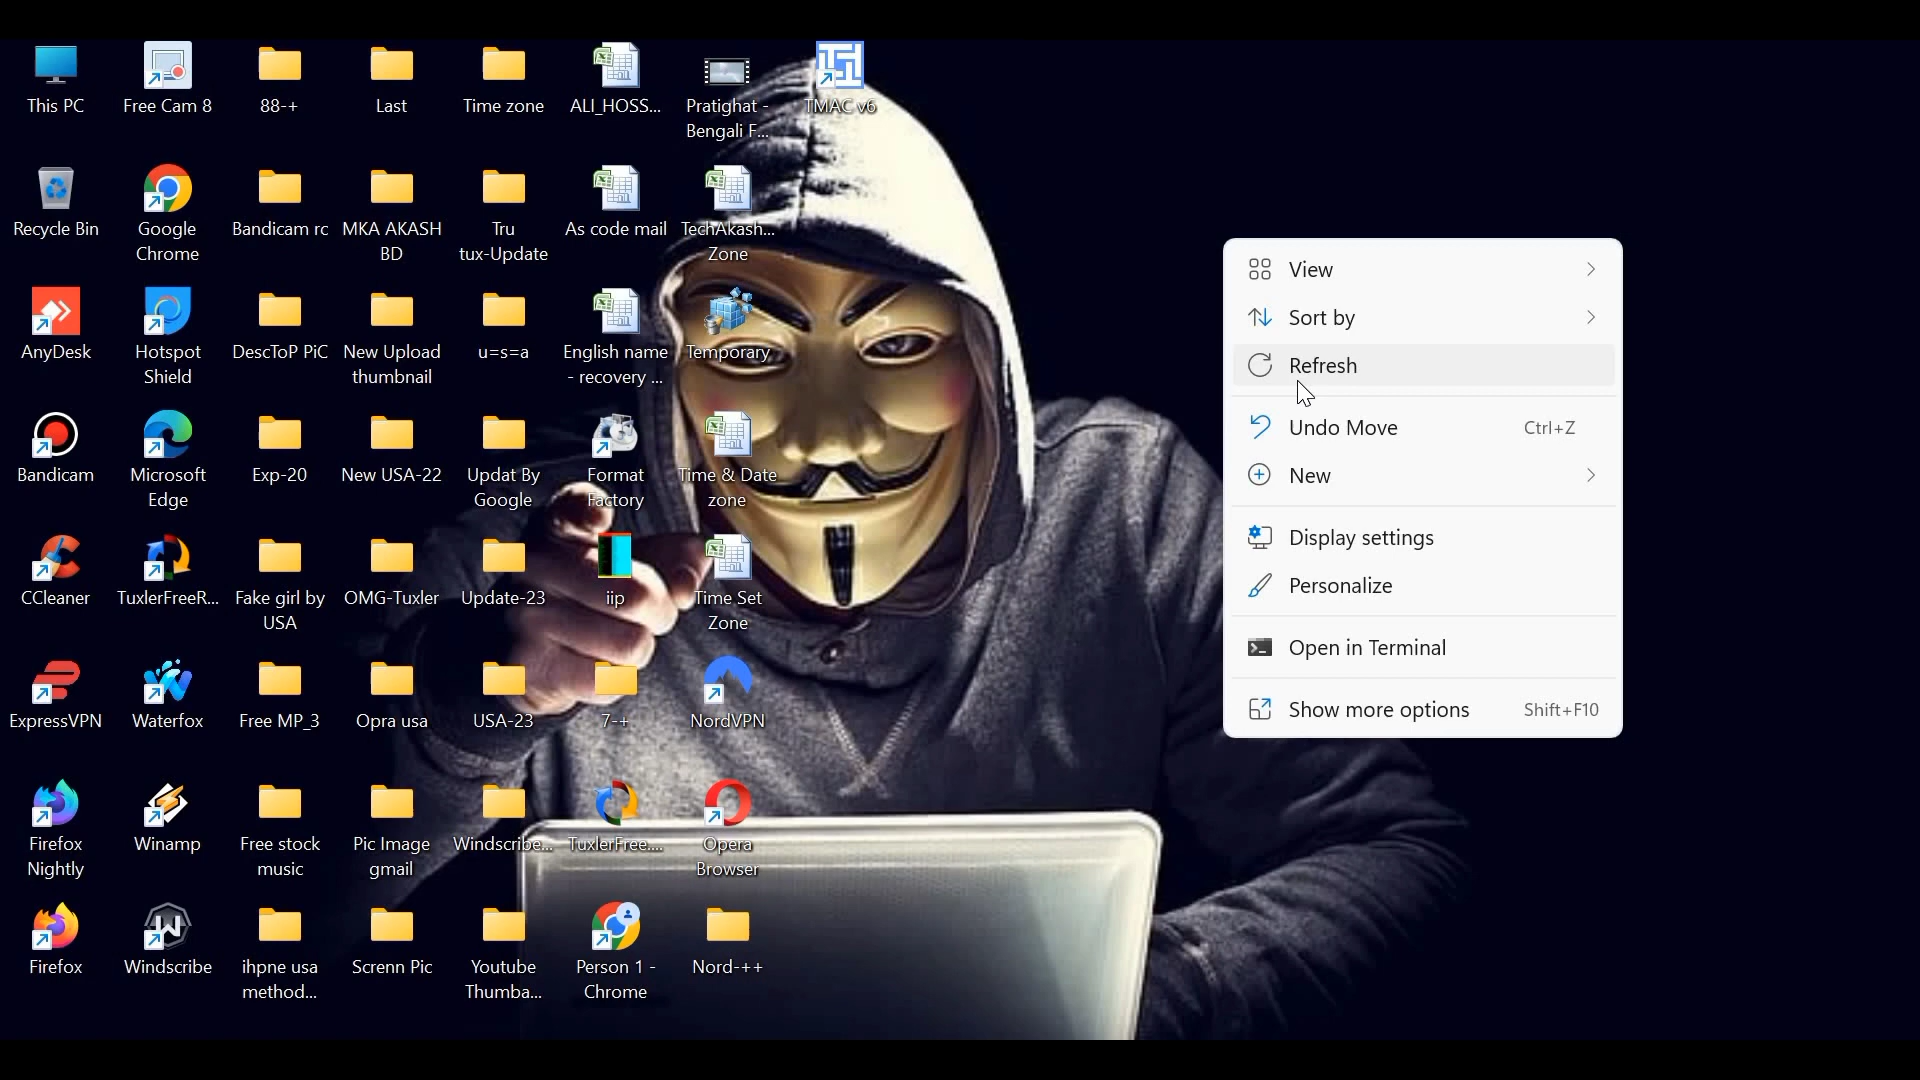 This PC
Free Cam 8
88-+
Last
Time zone
ALI_HOSS...
Pratighat -
Bengali F...
TMAC v6
Recycle Bin
Google
Chrome
Bandicam rc
MKA AKASH
BD
Tru
tux-Update
As code mail
TechAkash...
Zone
AnyDesk
Hotspot
Shield
DescToP PiC
New Upload
thumbnail
u=s=a
English name
- recovery ...
Temporary
Bandicam
Microsoft
Edge
Exp-20
New USA-22
Updat By
Google
Format
Factory
Time & Date
zone
CCleaner
TuxlerFreeR...
Fake girl by
USA
OMG-Tuxler
Update-23
iip
Time Set
Zone
ExpressVPN
Waterfox
Free MP_3
Opra usa
USA-23
7-+
NordVPN
Firefox
Nightly
Winamp
Free stock
music
Pic Image
gmail
Windscribe...
TuxlerFree....
Opera
Browser
Firefox
Windscribe
ihpne usa
method...
Screnn Pic
Youtube
Thumba...
Person 1 -
Chrome
Nord-++
View
Sort by
Refresh
Undo Move Ctrl+Z
New
Display settings
Personalize
Open in Terminal
Show more options Shift+F10